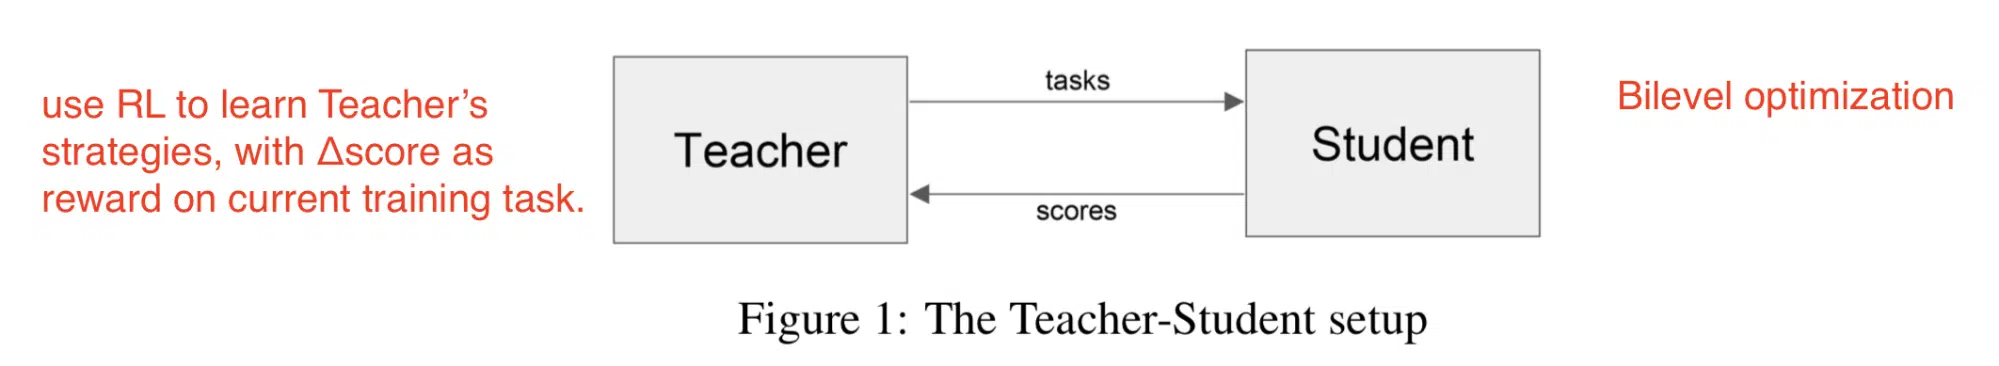 use RL to learn Teacher's
strategies, with Δscore as
reward on current training task.
Teacher
tasks
scores
Student
Bilevel optimization
Figure 1: The Teacher-Student setup